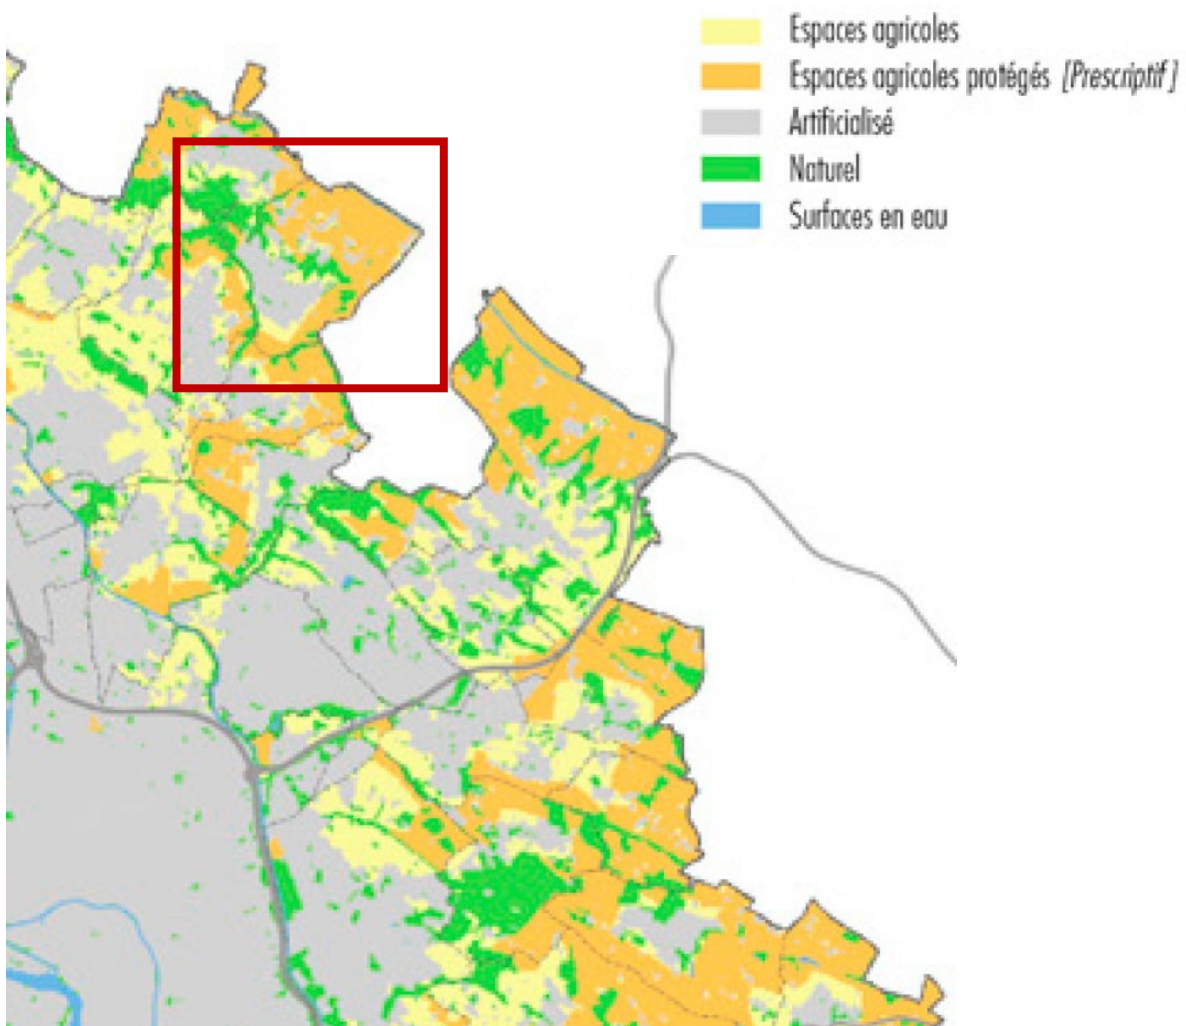 Espaces agricoles
Espaces agricoles protégés [Prescriptif]
Artificialisé
Naturel
Surfaces en eau